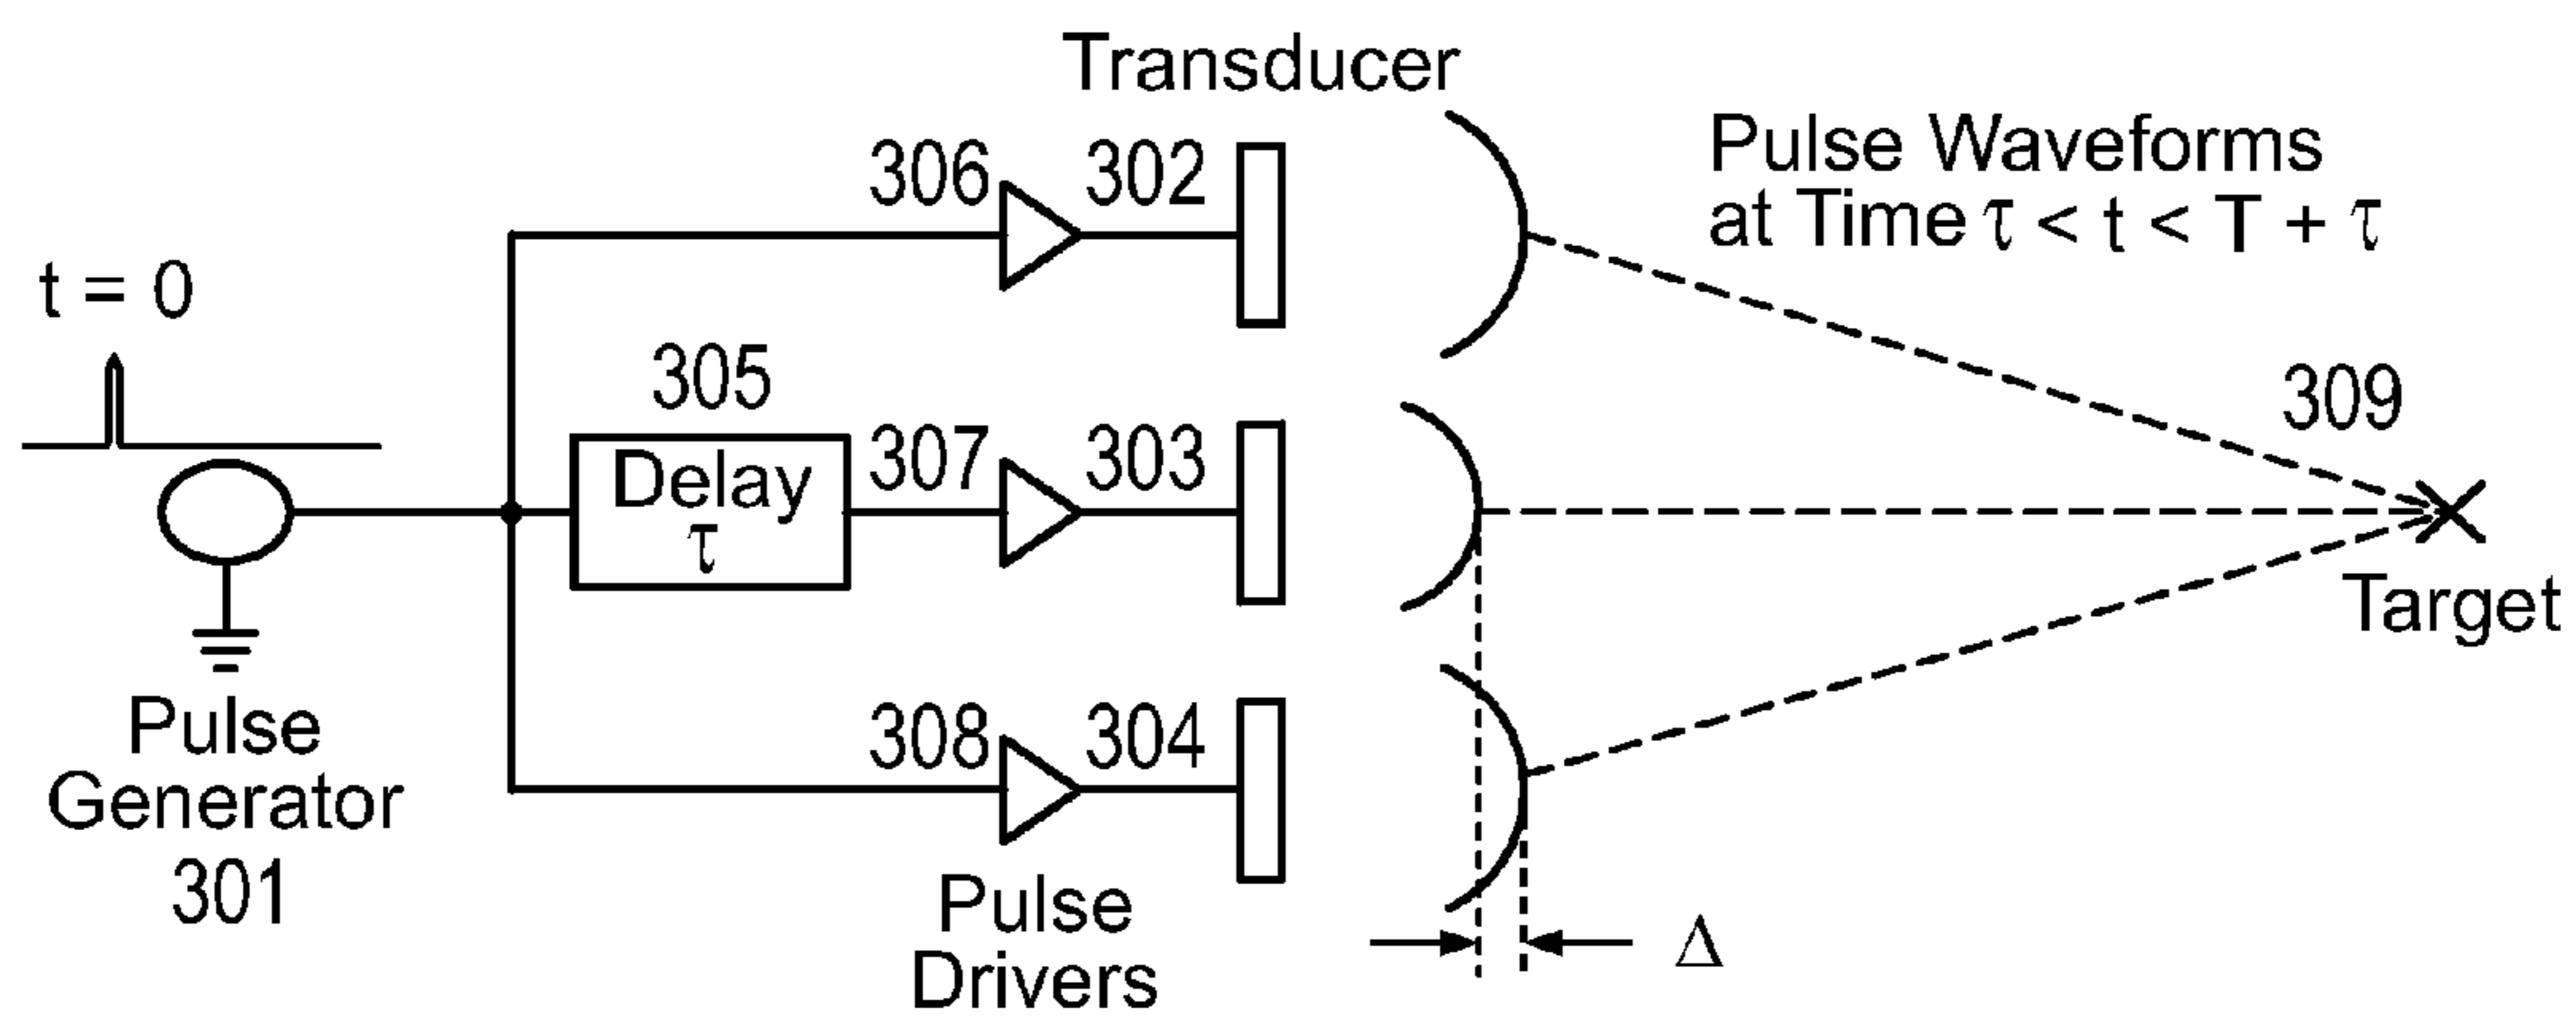 Transducer
Pulse Waveforms
at Time τ < t < T + τ
306
302
t = 0
305
309
Delay
τ
307
303
Target
308
304
Pulse
Generator
301
Pulse
Drivers
Δ